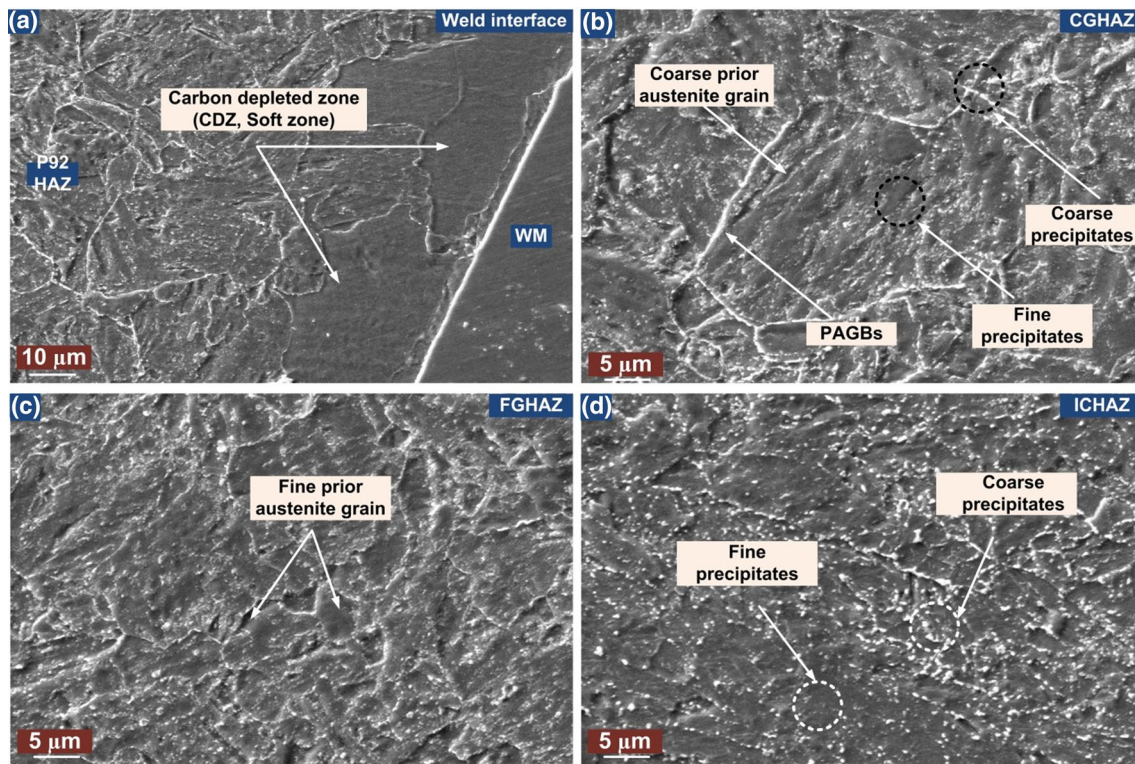 (a)
Weld interface
Carbon depleted zone
(CDZ, Soft zone)
P92
HAZ
WM
10 μm
(b)
CGHAZ
Coarse prior
austenite grain
Coarse
precipitates
Fine
precipitates
PAGBs
5 μm
(c)
FGHAZ
Fine prior
austenite grain
5 μm
(d)
ICHAZ
Coarse
precipitates
Fine
precipitates
5 μm